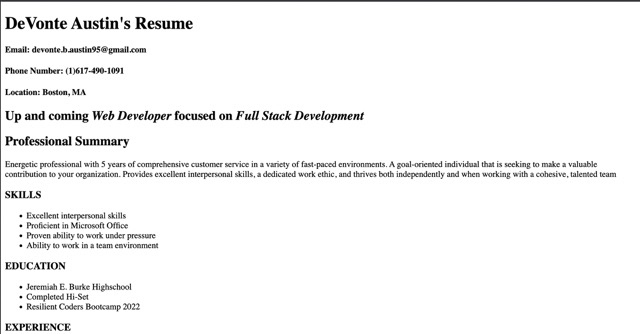 DeVonte Austin's Resume
Email: devonte.b.austin95@gmail.com
Phone Number: (1)617-490-1091
Location: Boston, MA
Up and coming Web Developer focused on Full Stack Development
Professional Summary
Energetic professional with 5 years of comprehensive customer service in a variety of fast-paced environments. A goal-oriented individual that is seeking to make a valuable
contribution to your organization. Provides excellent interpersonal skills, a dedicated work ethic, and thrives both independently and when working with a cohesive, talented team
SKILLS
• Excellent interpersonal skills
• Proficient in Microsoft Office
• Proven ability to work under pressure
• Ability to work in a team environment
EDUCATION
• Jeremiah E. Burke Highschool
• Completed Hi-Set
• Resilient Coders Bootcamp 2022
EXPERIENCE